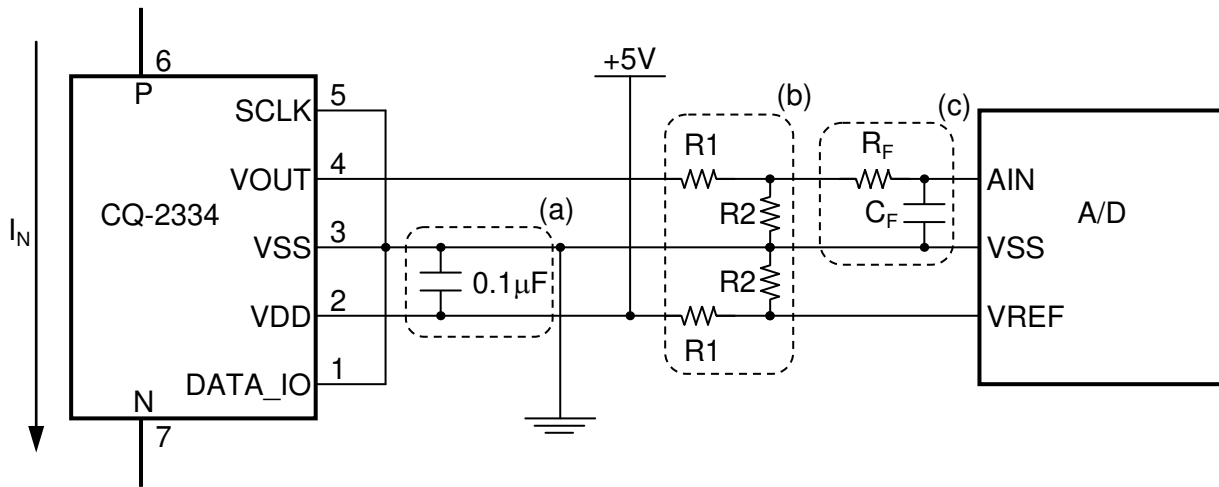 6
P
+5V
SCLK 5
(b)
(c)
R1
R_F
VOUT 4
AIN
CQ-2334
(a)
R2
C_F
A/D
I_N
VSS 3
VSS
0.1μF
R2
VDD 2
VREF
R1
DATA_IO 1
N
7